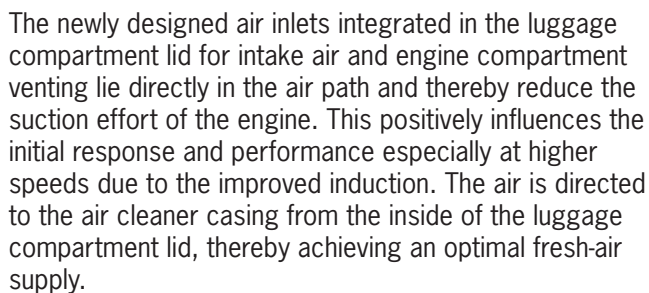 The newly designed air inlets integrated in the luggage
compartment lid for intake air and engine compartment
venting lie directly in the air path and thereby reduce the
suction effort of the engine. This positively influences the
initial response and performance especially at higher
speeds due to the improved induction. The air is directed
to the air cleaner casing from the inside of the luggage
compartment lid, thereby achieving an optimal fresh-air
supply.